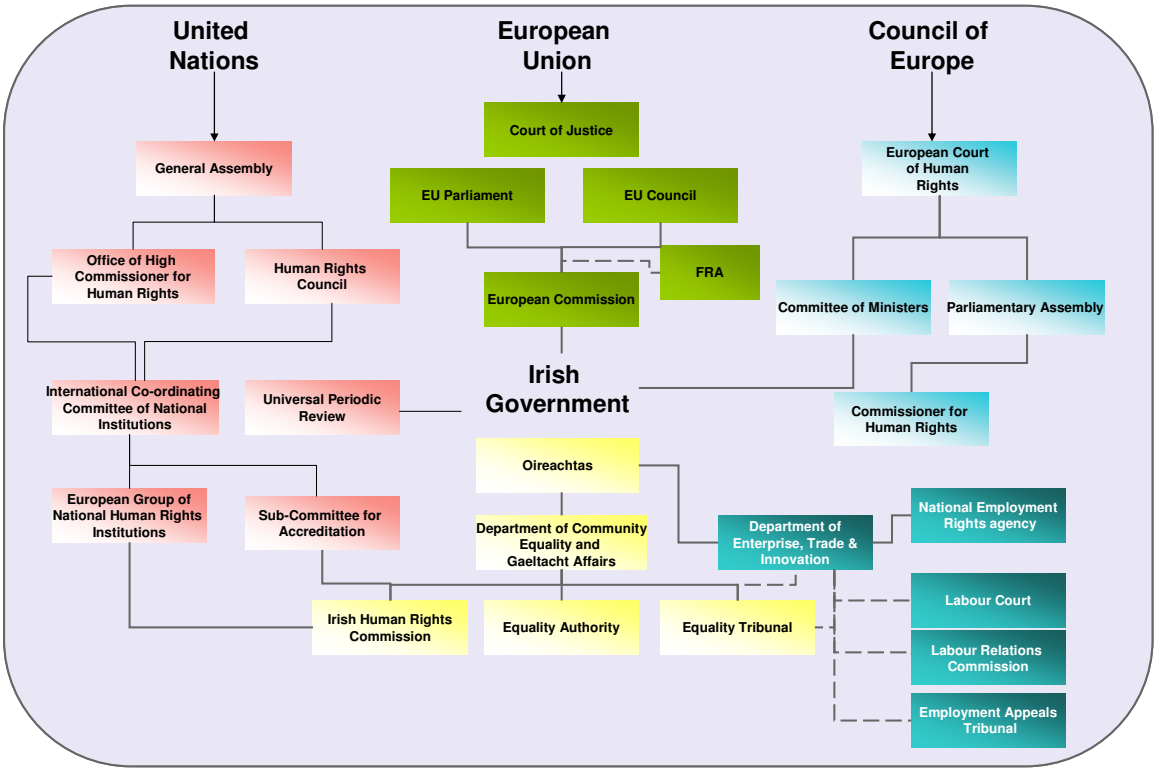 United
Nations
European
Union
Council of
Europe
Court of Justice
General Assembly
European Court
of Human
Rights
EU Parliament
EU Council
Office of High
Commissioner for
Human Rights
Human Rights
Council
FRA
European Commission
Committee of Ministers
Parliamentary Assembly
Irish
Government
International Co-ordinating
Committee of National
Institutions
Universal Periodic
Review
Commissioner for
Human Rights
Oireachtas
European Group of
National Human Rights
Institutions
Sub-Committee for
Accreditation
Department of Community
Equality and
Gaeltacht Affairs
Department of
Enterprise, Trade &
Innovation
National Employment
Rights agency
Irish Human Rights
Commission
Equality Authority
Equality Tribunal
Labour Court
Labour Relations
Commission
Employment Appeals
Tribunal